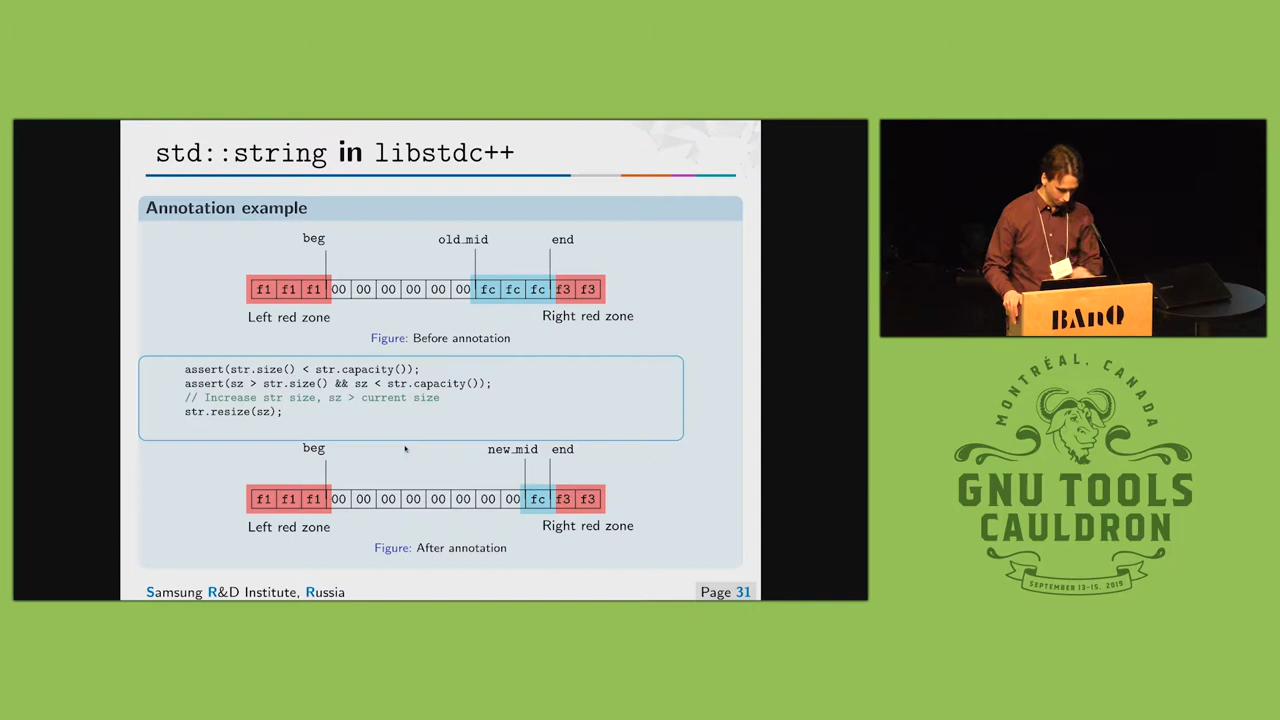 std::string in libstdc++
Annotation example
beg old_mid end
f1 f1 f1 00 00 00 00 00 00 fc fc fc f3 f3
Left red zone Right red zone
Figure: Before annotation
assert(str.size() < str.capacity());
assert(sz > str.size() && sz < str.capacity());
// Increase str size, sz > current size
str.resize(sz);
beg new_mid end
f1 f1 f1 00 00 00 00 00 00 00 00 fc f3 f3
Left red zone Right red zone
Figure: After annotation
Samsung R&D Institute, Russia Page 31
BAnQ
MONTRÉAL, CANADA
GNU TOOLS
CAULDRON
SEPTEMBER 13-15, 2019